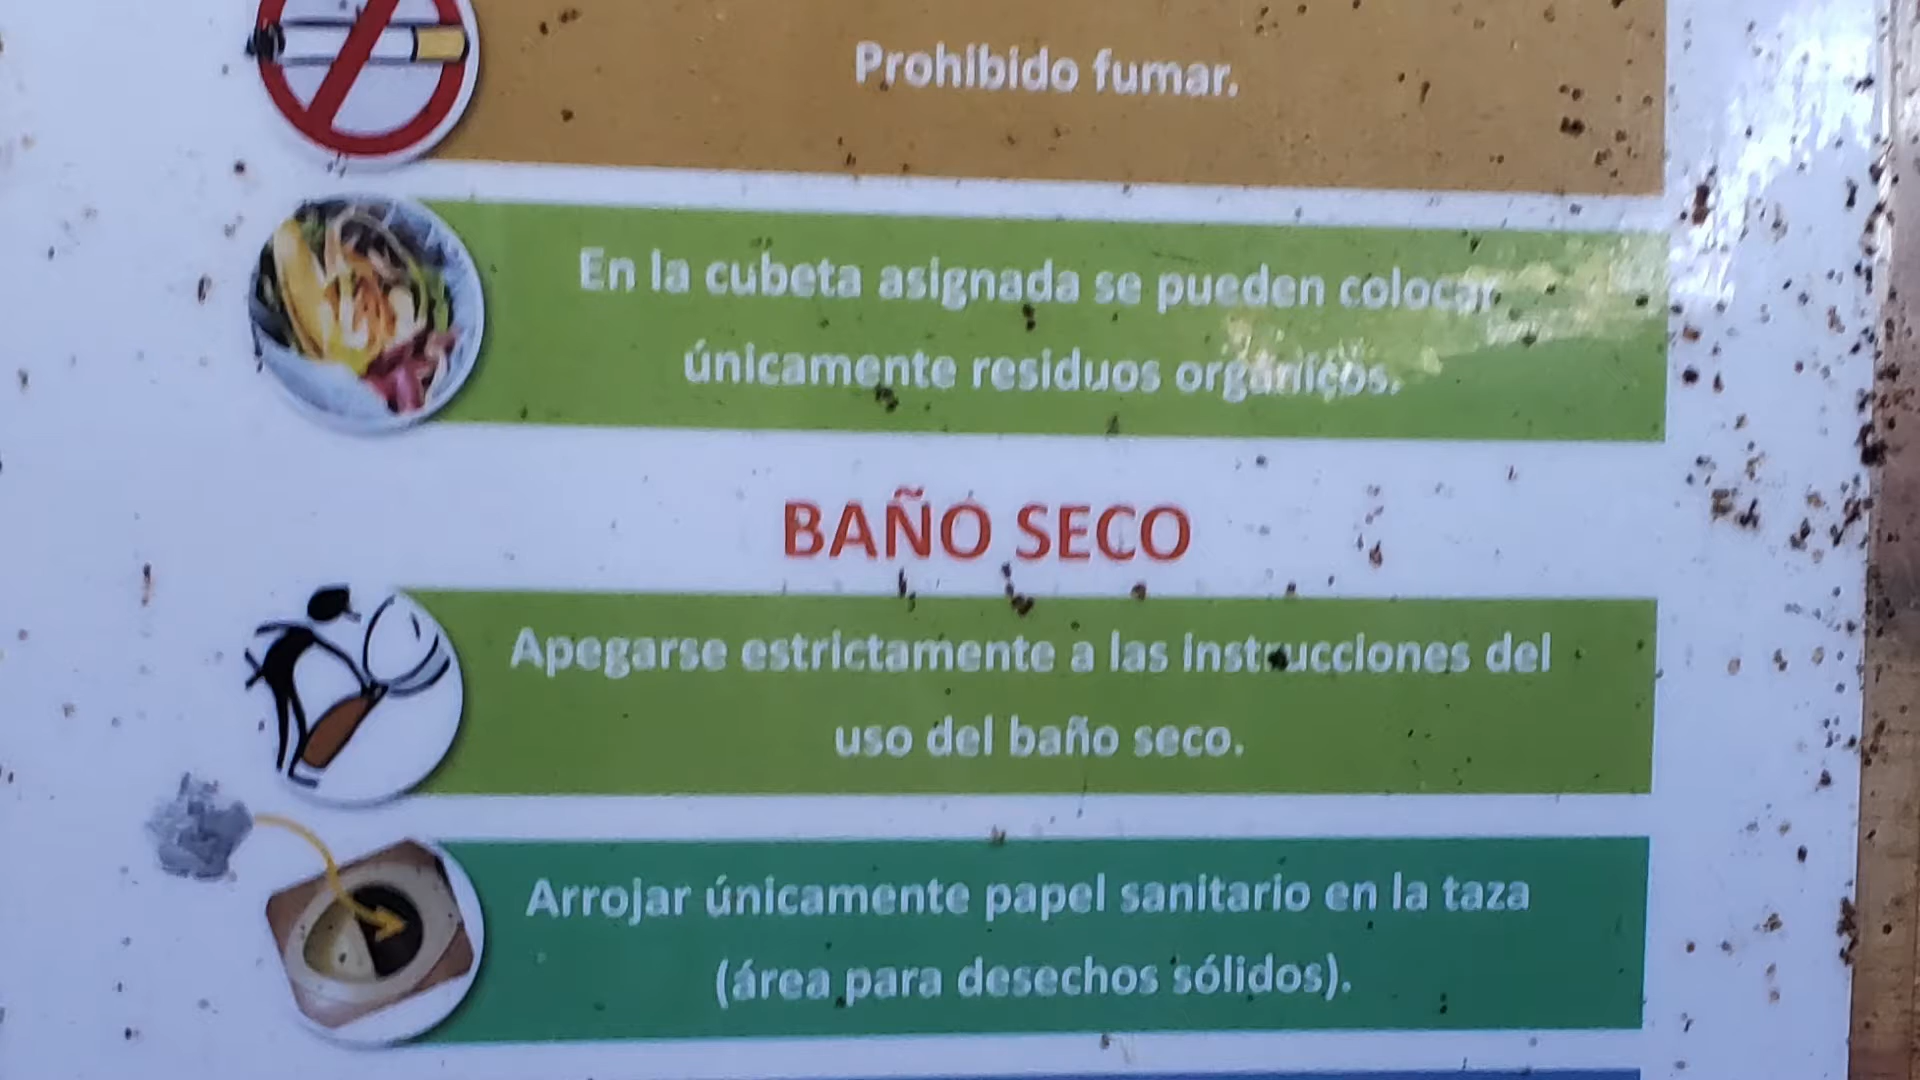 Prohibido fumar.
En la cubeta asignada se pueden colocar
únicamente residuos orgánicos.
BAÑO SECO
Apegarse estrictamente a las instrucciones del
uso del baño seco.
Arrojar únicamente papel sanitario en la taza
(área para desechos sólidos).